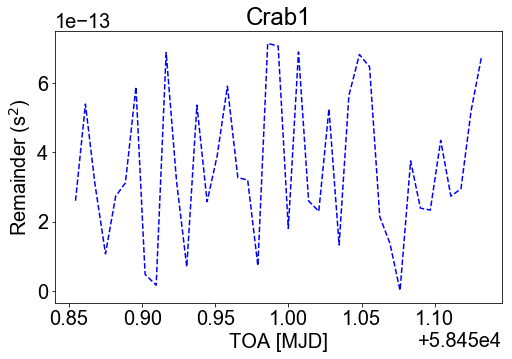 Crab1
1e−13
Remainder (s²)
6
4
2
0
0.85 0.90 0.95 1.00 1.05 1.10
TOA [MJD]
+5.845e4